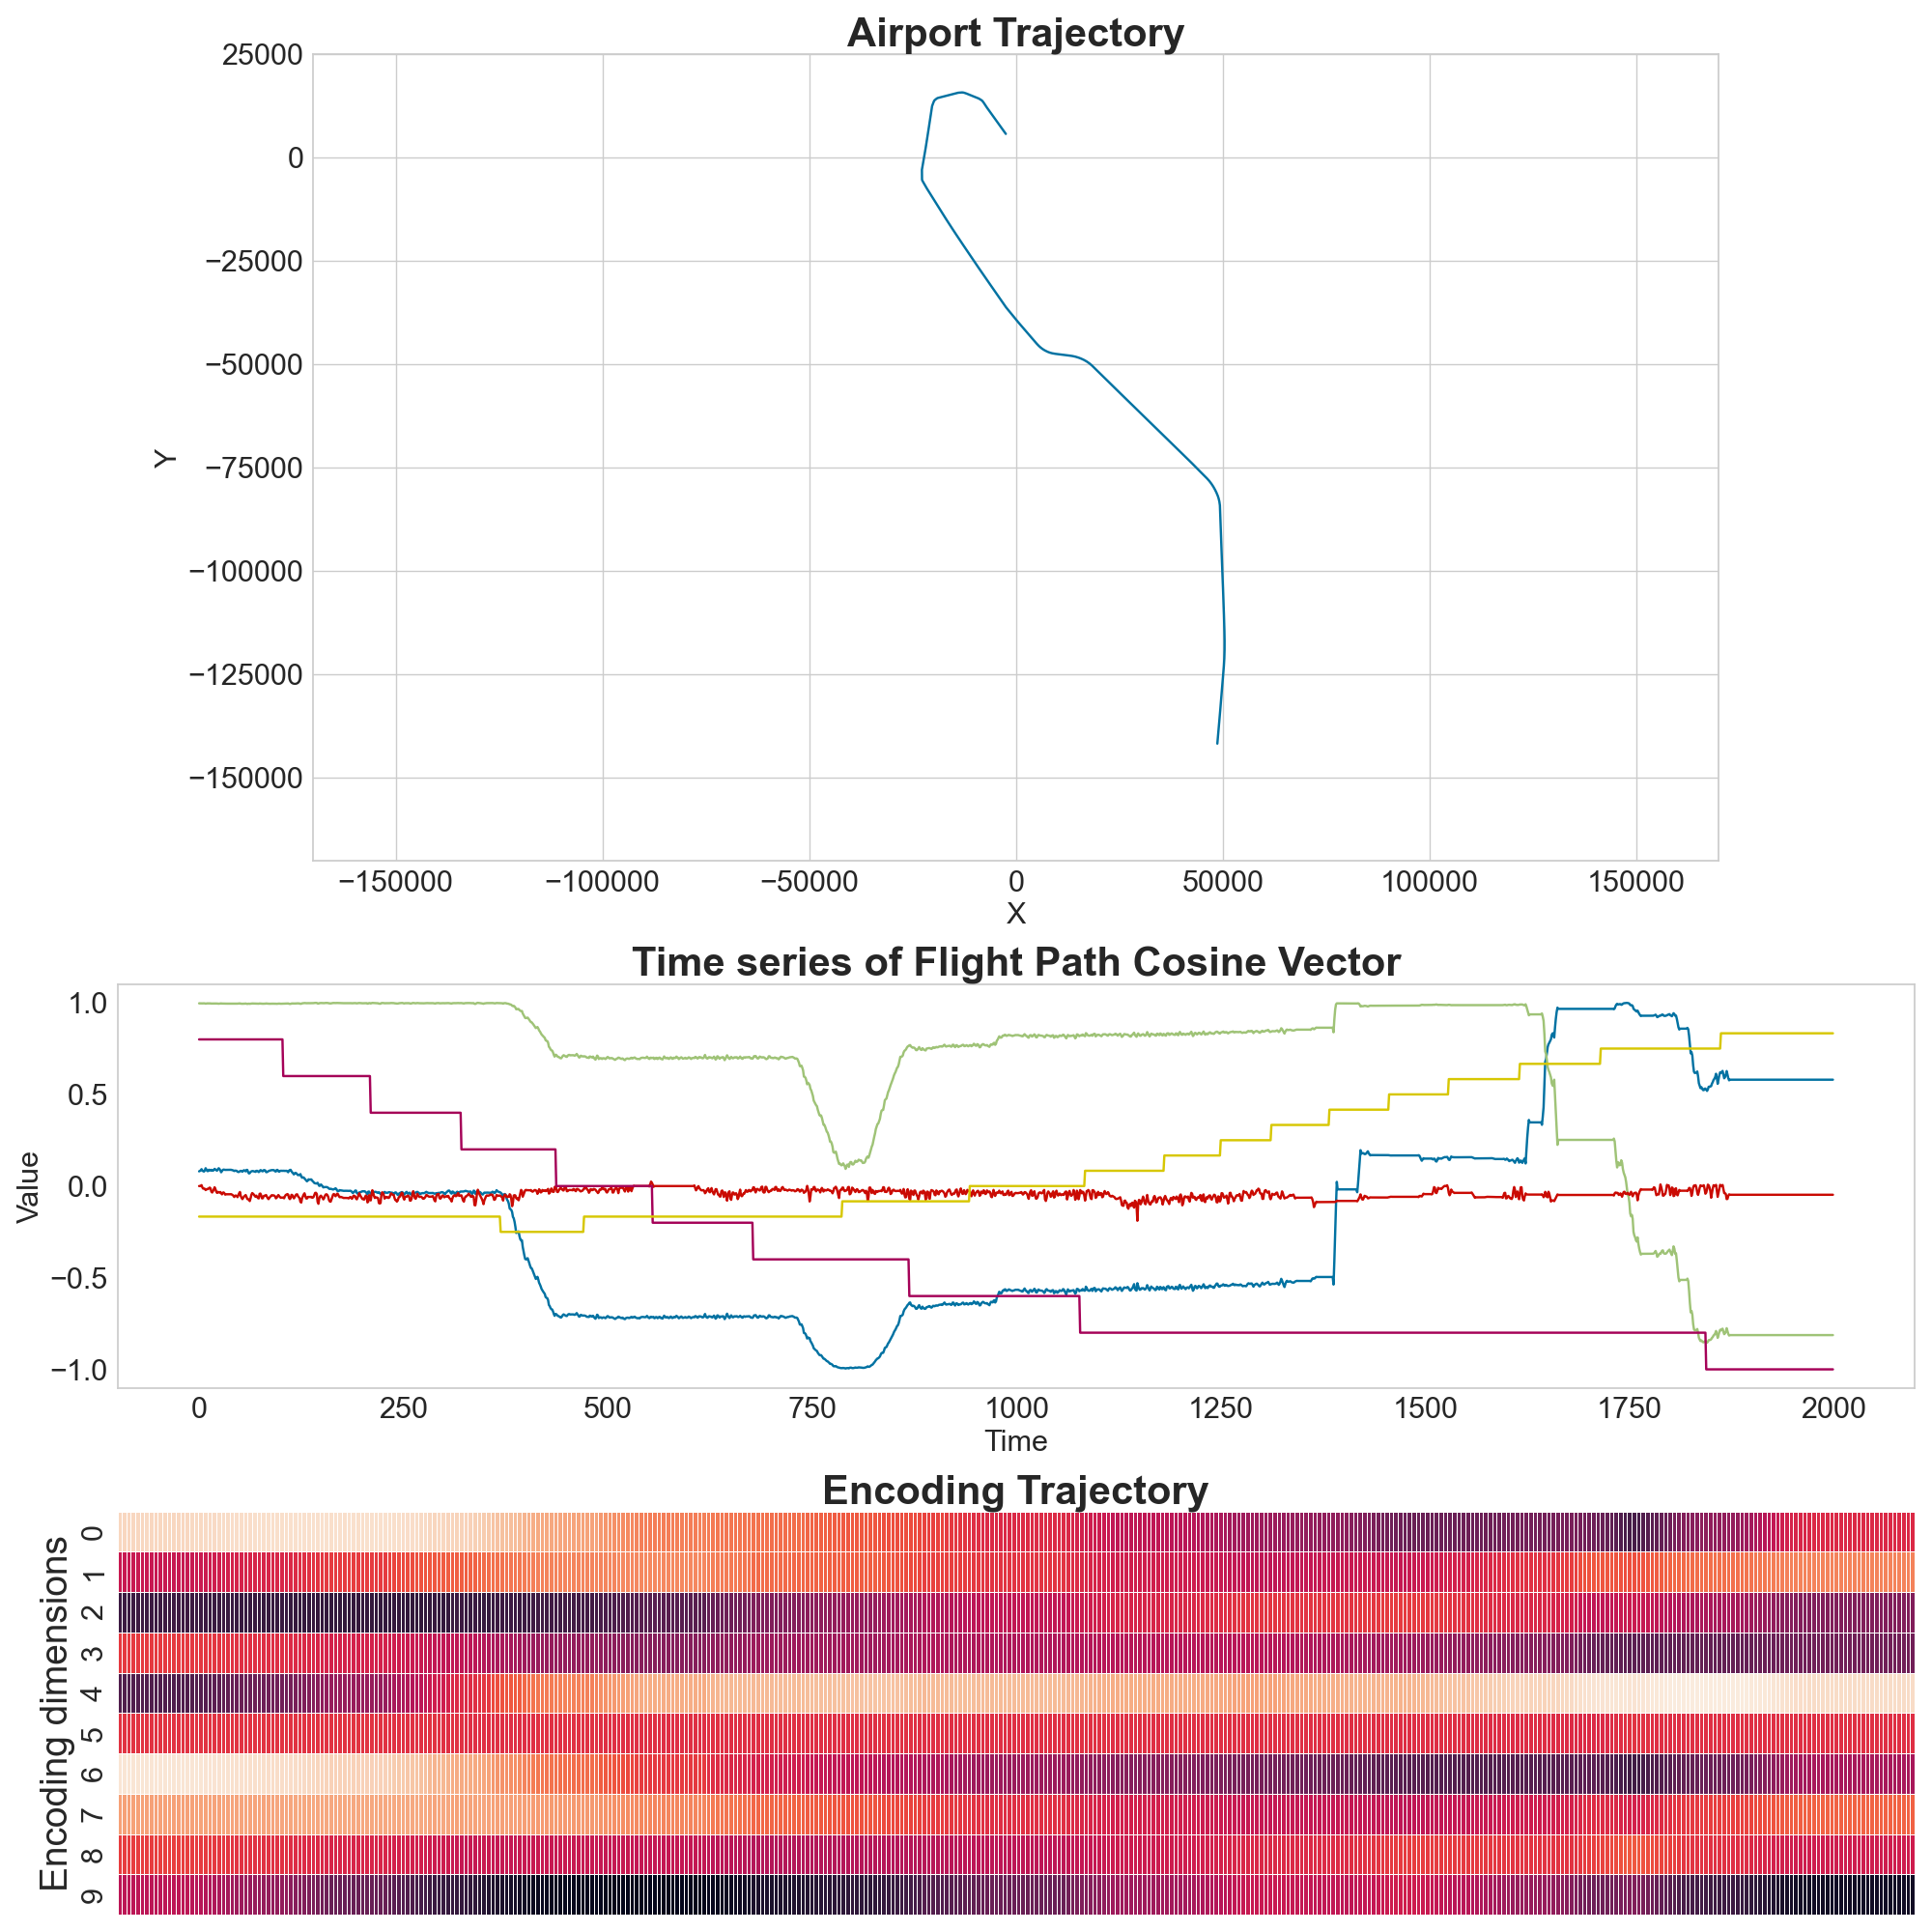 Airport Trajectory
25000
0
−25000
−50000
−75000
−100000
−125000
−150000
Y
−150000 −100000 −50000 0 50000 100000 150000
X
Time series of Flight Path Cosine Vector
1.0
0.5
0.0
−0.5
−1.0
Value
0 250 500 750 1000 1250 1500 1750 2000
Time
Encoding Trajectory
Encoding dimensions
0
1
2
3
4
5
6
7
8
9